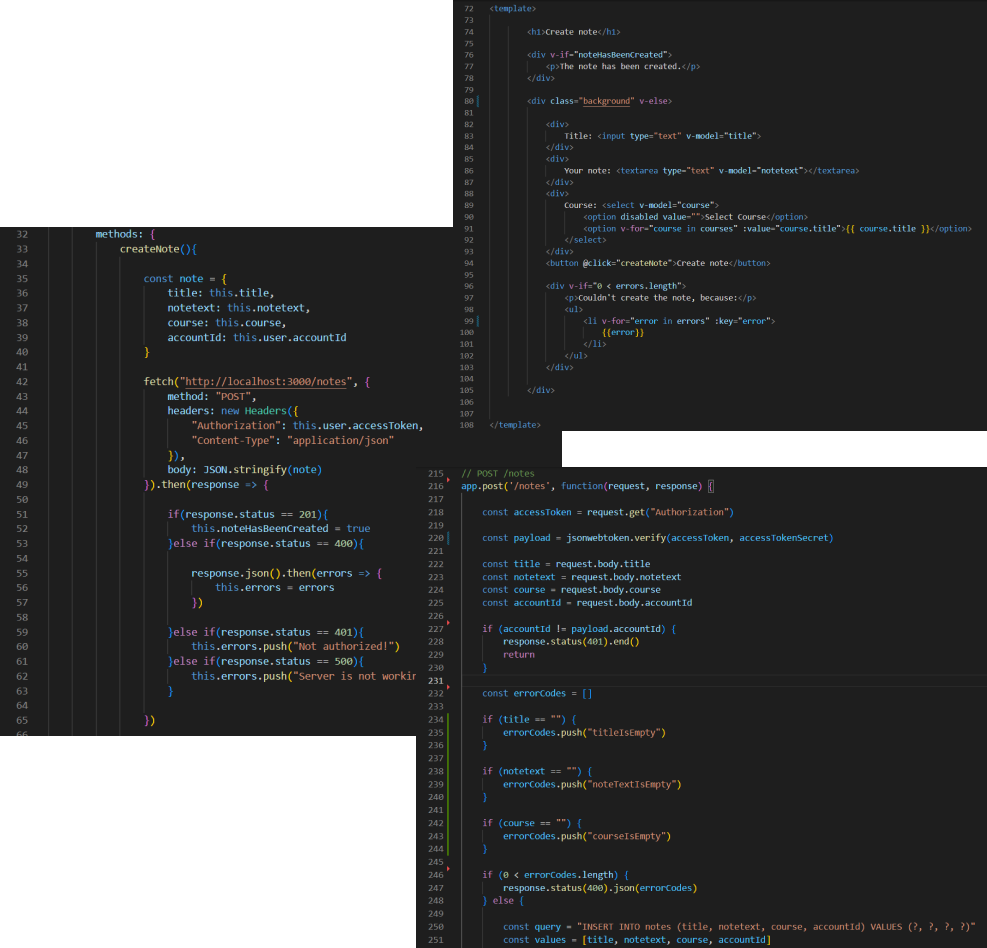 72 <template>
73
74 <h1>Create note</h1>
75
76 <div v-if="noteHasBeenCreated">
77 <p>The note has been created.</p>
78 </div>
79
80 <div class="background" v-else>
81
82 <div>
83 Title: <input type="text" v-model="title">
84 </div>
85 <div>
86 Your note: <textarea type="text" v-model="notetext"></textarea>
87 </div>
88 <div>
89 Course: <select v-model="course">
90 <option disabled value="">Select Course</option>
91 <option v-for="course in courses" :value="course.title">{{ course.title }}</option>
92 </select>
93 </div>
94 <button @click="createNote">Create note</button>
95
96 <div v-if="0 < errors.length">
97 <p>Couldn't create the note, because:</p>
98 <ul>
99 <li v-for="error in errors" :key="error">
100 {{error}}
101 </li>
102 </ul>
103 </div>
104
105 </div>
106
107
108 </template>
32 methods: {
33 createNote(){
34
35 const note = {
36 title: this.title,
37 notetext: this.notetext,
38 course: this.course,
39 accountId: this.user.accountId
40 }
41
42 fetch("http://localhost:3000/notes", {
43 method: "POST",
44 headers: new Headers({
45 "Authorization": this.user.accessToken,
46 "Content-Type": "application/json"
47 }),
48 body: JSON.stringify(note)
49 }).then(response => {
50
51 if(response.status == 201){
52 this.noteHasBeenCreated = true
53 }else if(response.status == 400){
54
55 response.json().then(errors => {
56 this.errors = errors
57 })
58
59 }else if(response.status == 401){
60 this.errors.push("Not authorized!")
61 }else if(response.status == 500){
62 this.errors.push("Server is not workin
63 }
64
65 })
66
215 // POST /notes
216 app.post('/notes', function(request, response) {
217
218 const accessToken = request.get("Authorization")
219
220 const payload = jsonwebtoken.verify(accessToken, accessTokenSecret)
221
222 const title = request.body.title
223 const notetext = request.body.notetext
224 const course = request.body.course
225 const accountId = request.body.accountId
226
227 if (accountId != payload.accountId) {
228 response.status(401).end()
229 return
230 }
231
232 const errorCodes = []
233
234 if (title == "") {
235 errorCodes.push("titleIsEmpty")
236 }
237
238 if (notetext == "") {
239 errorCodes.push("noteTextIsEmpty")
240 }
241
242 if (course == "") {
243 errorCodes.push("courseIsEmpty")
244 }
245
246 if (0 < errorCodes.length) {
247 response.status(400).json(errorCodes)
248 } else {
249
250 const query = "INSERT INTO notes (title, notetext, course, accountId) VALUES (?, ?, ?, ?)"
251 const values = [title, notetext, course, accountId]